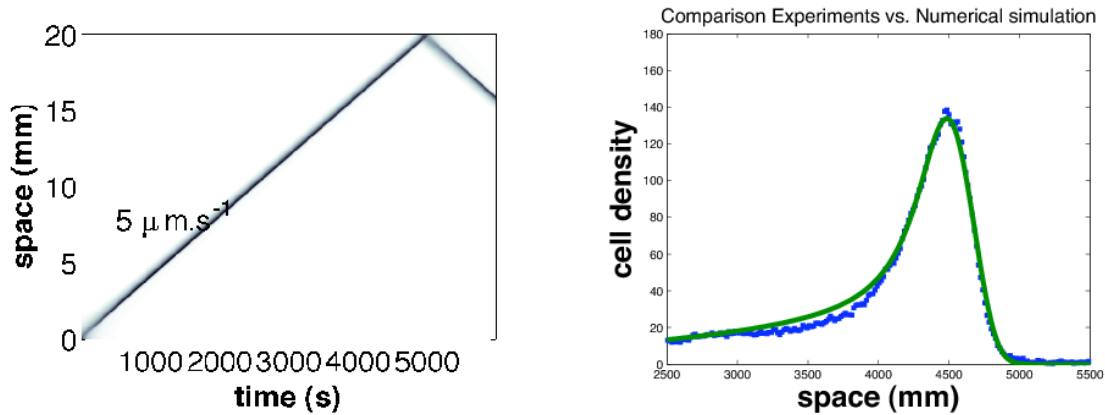 20
15
10
5
0
space (mm)
5 μm.s-1
1000 2000 3000 4000 5000
time (s)
Comparison Experiments vs. Numerical simulation
180
160
140
120
100
80
60
40
20
0
cell density
2500 3000 3500 4000 4500 5000 5500
space (mm)